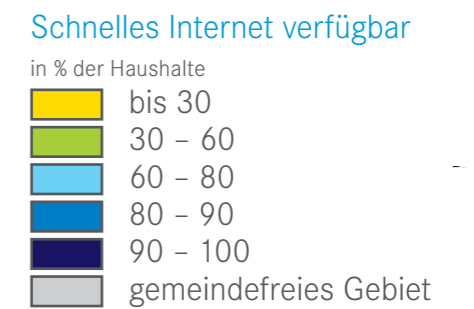 Schnelles Internet verfügbar
in % der Haushalte
bis 30
30 – 60
60 – 80
80 – 90
90 – 100
gemeindefreies Gebiet